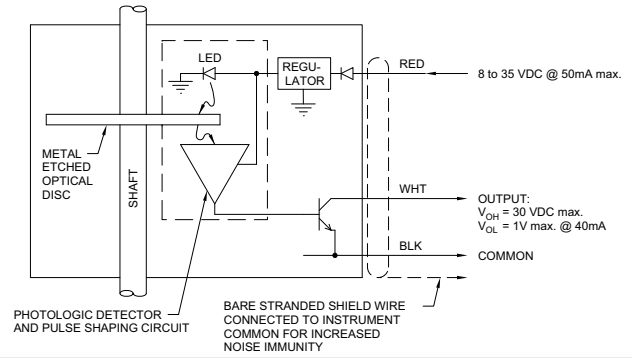 LED
REGU-
LATOR
RED
8 to 35 VDC @ 50mA max.
METAL
ETCHED
OPTICAL
DISC
SHAFT
WHT
OUTPUT:
VOH = 30 VDC max.
VOL = 1V max. @ 40mA
BLK
COMMON
PHOTOLOGIC DETECTOR
AND PULSE SHAPING CIRCUIT
BARE STRANDED SHIELD WIRE
CONNECTED TO INSTRUMENT
COMMON FOR INCREASED
NOISE IMMUNITY